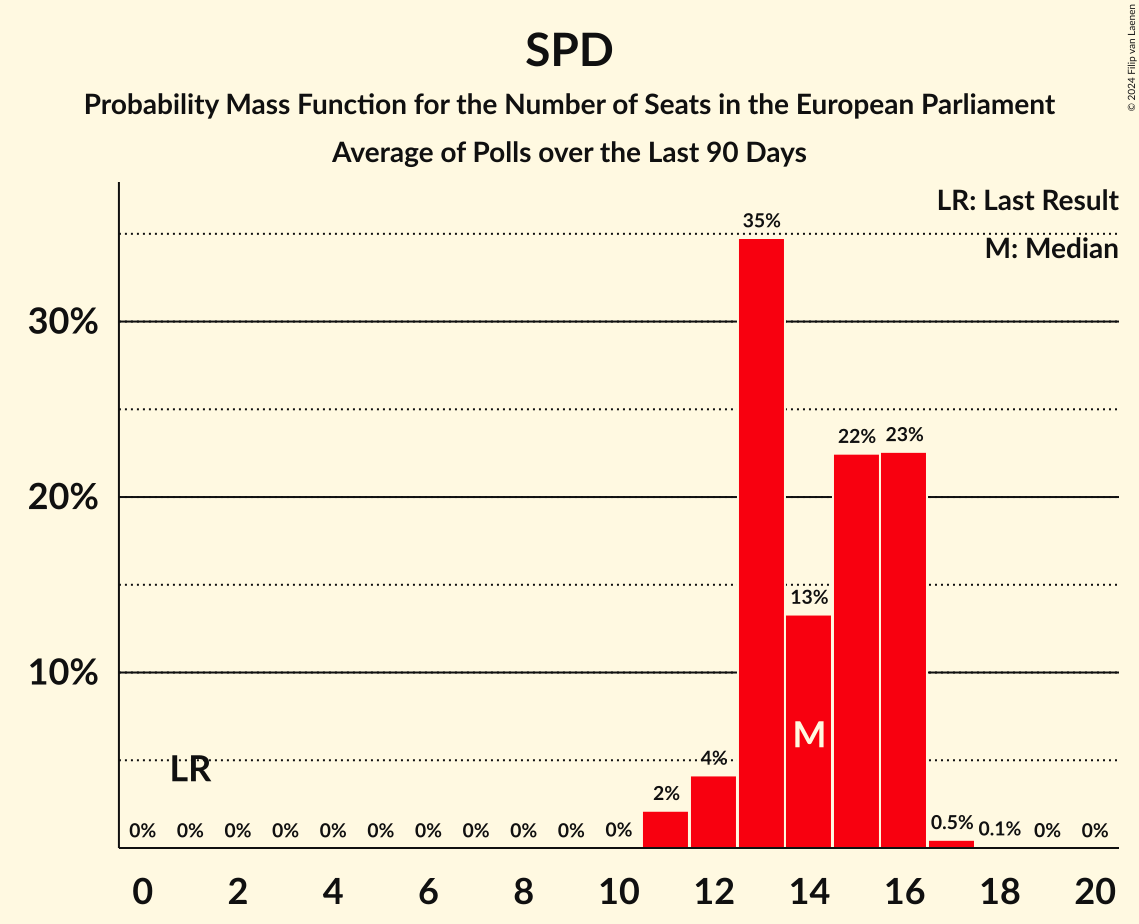 SPD
Probability Mass Function for the Number of Seats in the European Parliament
Average of Polls over the Last 90 Days
© 2024 Filip van Laenen
LR: Last Result
M: Median
35%
30%
22% 23%
20%
13%
10%
M
LR
4%
2%
0% 0% 0% 0% 0% 0% 0% 0% 0% 0% 0% 0.5% 0.1% 0% 0%
0 2 4 6 8 10 12 14 16 18 20